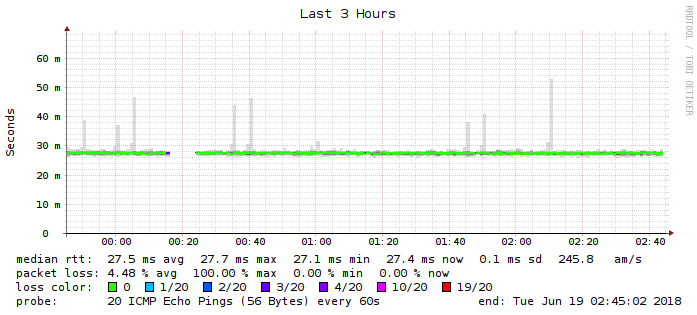 Last 3 Hours
RRDTOOL / TOBI OETIKER
Seconds
60 m
50 m
40 m
30 m
20 m
10 m
0
00:00 00:20 00:40 01:00 01:20 01:40 02:00 02:20 02:40
median rtt: 27.5 ms avg 27.7 ms max 27.1 ms min 27.4 ms now 0.1 ms sd 245.8 am/s
packet loss: 4.48 % avg 100.00 % max 0.00 % min 0.00 % now
loss color: 0 1/20 2/20 3/20 4/20 10/20 19/20
probe: 20 ICMP Echo Pings (56 Bytes) every 60s end: Tue Jun 19 02:45:02 2018